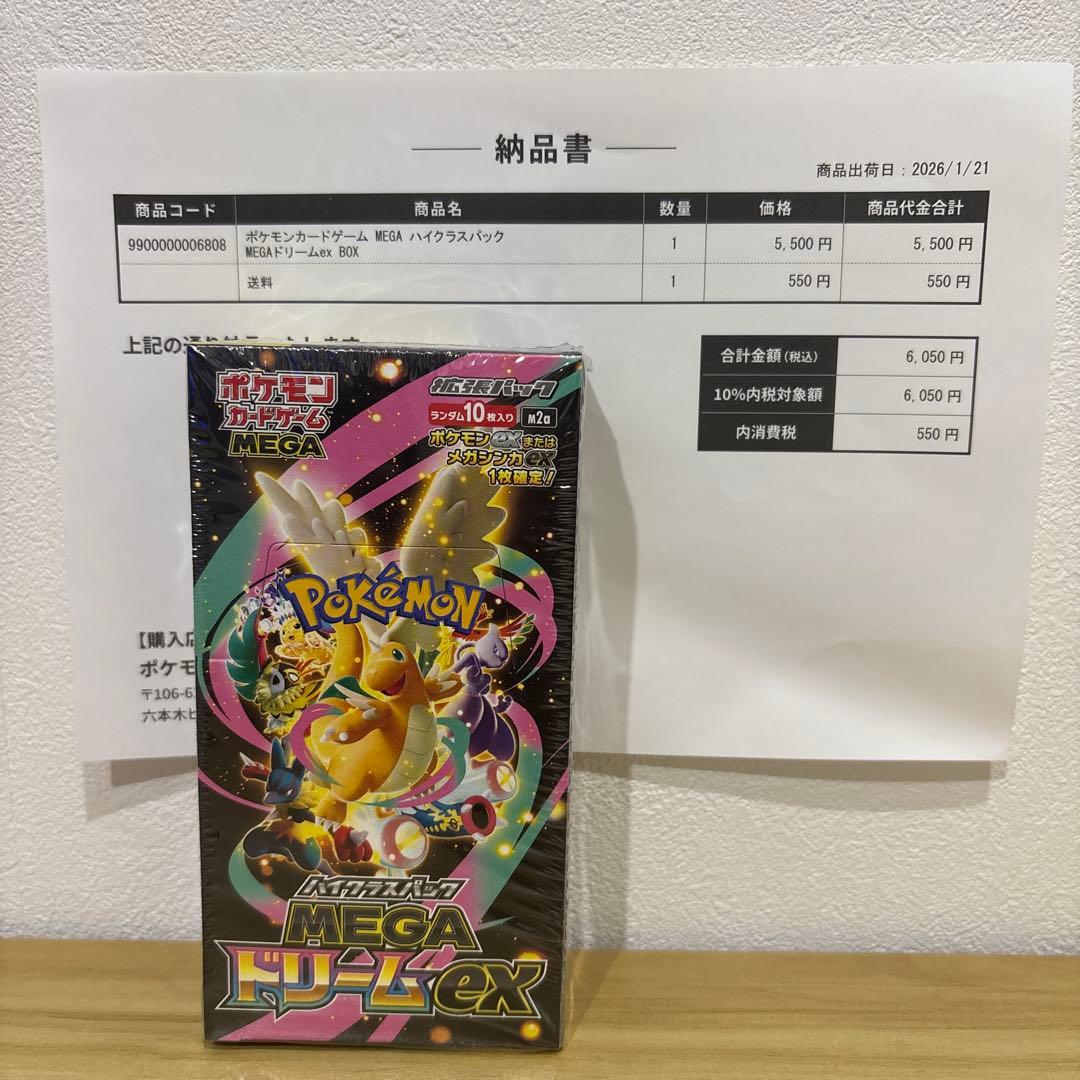 納品書
商品出荷日：2026/1/21
商品コード 商品名 数量 価格 商品代金合計
9900000006808 ポケモンカードゲーム MEGA ハイクラスパック 1 5,500 円 5,500 円
MEGAドリームex BOX
送料 1 550 円 550 円
上記の通り納
合計金額(税込) 6,050 円
10%内税対象額 6,050 円
内消費税 550 円
ポケモン
カードゲーム
MEGA
拡張パック
ランダム10枚入り m2a
ポケモンexまたは
メガシンカex
1枚確定!
POKéMON
【購入店
ポケモ
〒106-61
六本木ヒ
ハイクラスパック
MEGA
ドリームex